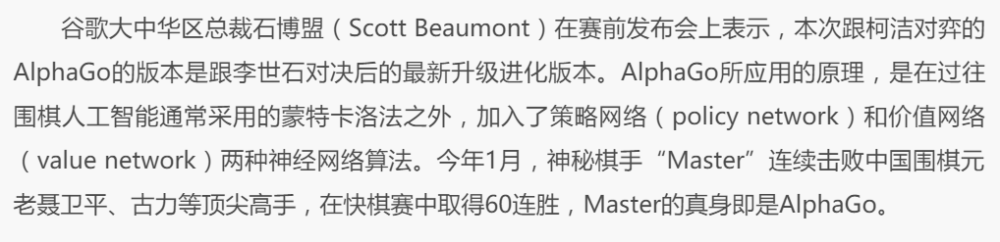 谷歌大中华区总裁石博盟（Scott Beaumont）在赛前发布会上表示，本次跟柯洁对弈的
AlphaGo的版本是跟李世石对决后的最新升级进化版本。AlphaGo所应用的原理，是在过往
围棋人工智能通常采用的蒙特卡洛法之外，加入了策略网络（policy network）和价值网络
（value network）两种神经网络算法。今年1月，神秘棋手“Master”连续击败中国围棋元
老聂卫平、古力等顶尖高手，在快棋赛中取得60连胜，Master的真身即是AlphaGo。